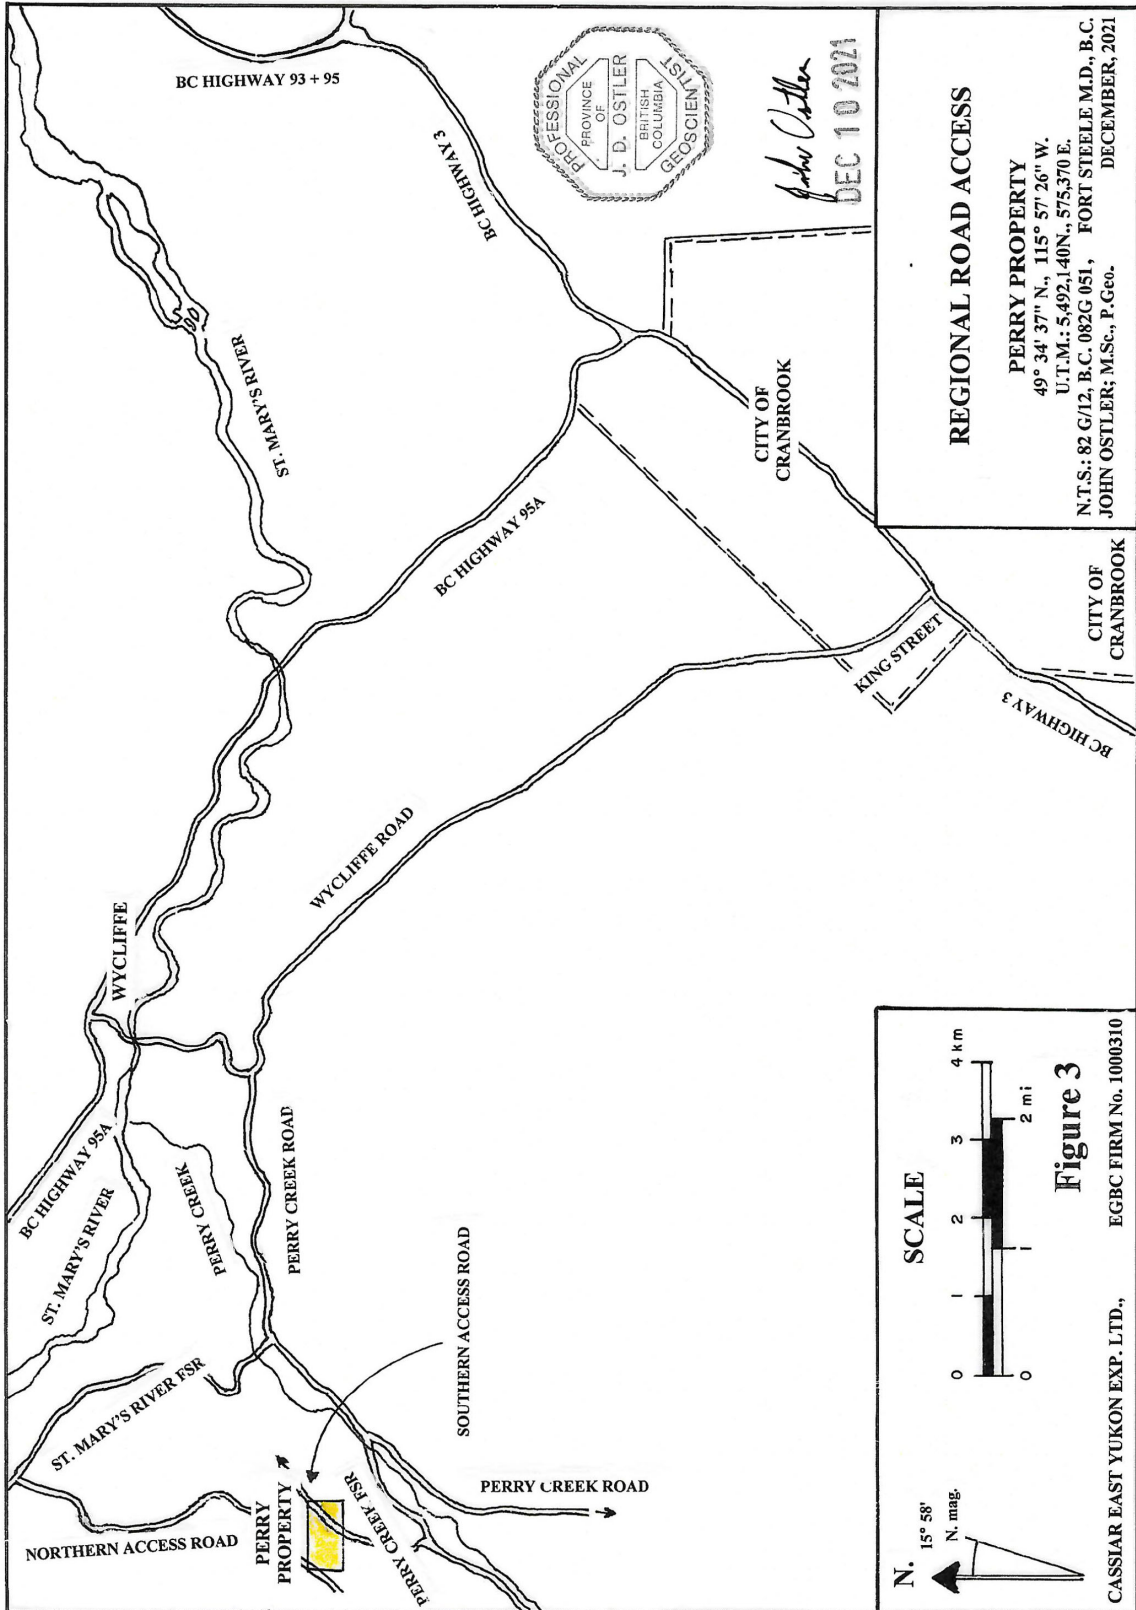 BC HIGHWAY 93 + 95
BC HIGHWAY 3
ST. MARY'S RIVER
BC HIGHWAY 95A
CITY OF
CRANBROOK
WYCLIFFE
WYCLIFFE ROAD
KING STREET
BC HIGHWAY 3
CITY OF
CRANBROOK
BC HIGHWAY 95A
ST. MARY'S RIVER
PERRY CREEK
PERRY CREEK ROAD
SOUTHERN ACCESS ROAD
ST. MARY'S RIVER FSR
NORTHERN ACCESS ROAD
PERRY
PROPERTY
PERRY CREEK FSR
PERRY CREEK ROAD
PROFESSIONAL
PROVINCE
OF
J. D. OSTLER
BRITISH
COLUMBIA
GEOSCIENTIST
John Ostler
DEC 10 2021
N.
15° 58'
N. mag.
SCALE
0 1 2 3 4 km
0 1 2 mi
Figure 3
CASSIAR EAST YUKON EXP. LTD., EGBC FIRM No. 1000310
REGIONAL ROAD ACCESS
PERRY PROPERTY
49° 34' 37" N., 115° 57' 26" W.
U.T.M.: 5,492,140N., 575,370 E.
N.T.S.: 82 G/12, B.C. 082G 051, FORT STEELE M.D., B.C.
JOHN OSTLER; M.Sc., P.Geo. DECEMBER, 2021